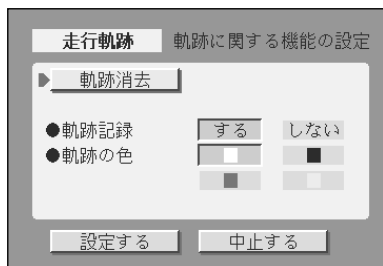 走行軌跡 軌跡に関する機能の設定
軌跡消去
●軌跡記録 する しない
●軌跡の色
設定する 中止する